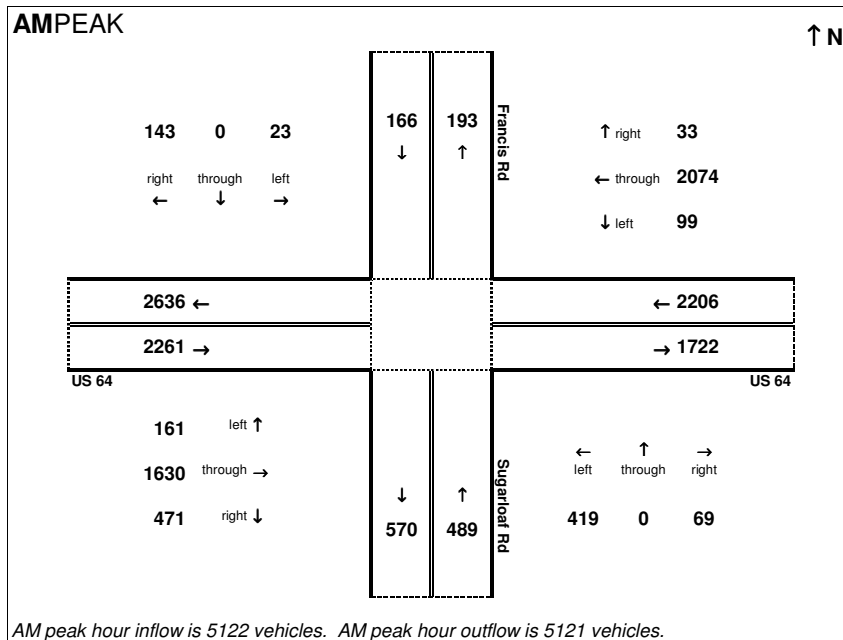 AMPEAK
↑ N
143 0 23
right through left
← ↓ →
166 193
↓ ↑
Francis Rd
↑ right 33
← through 2074
↓ left 99
2636 ←
2261 →
← 2206
→ 1722
US 64
US 64
161 left ↑
1630 through →
471 right ↓
↓ ↑
570 489
Sugarloaf Rd
← ↑ →
left through right
419 0 69
AM peak hour inflow is 5122 vehicles. AM peak hour outflow is 5121 vehicles.